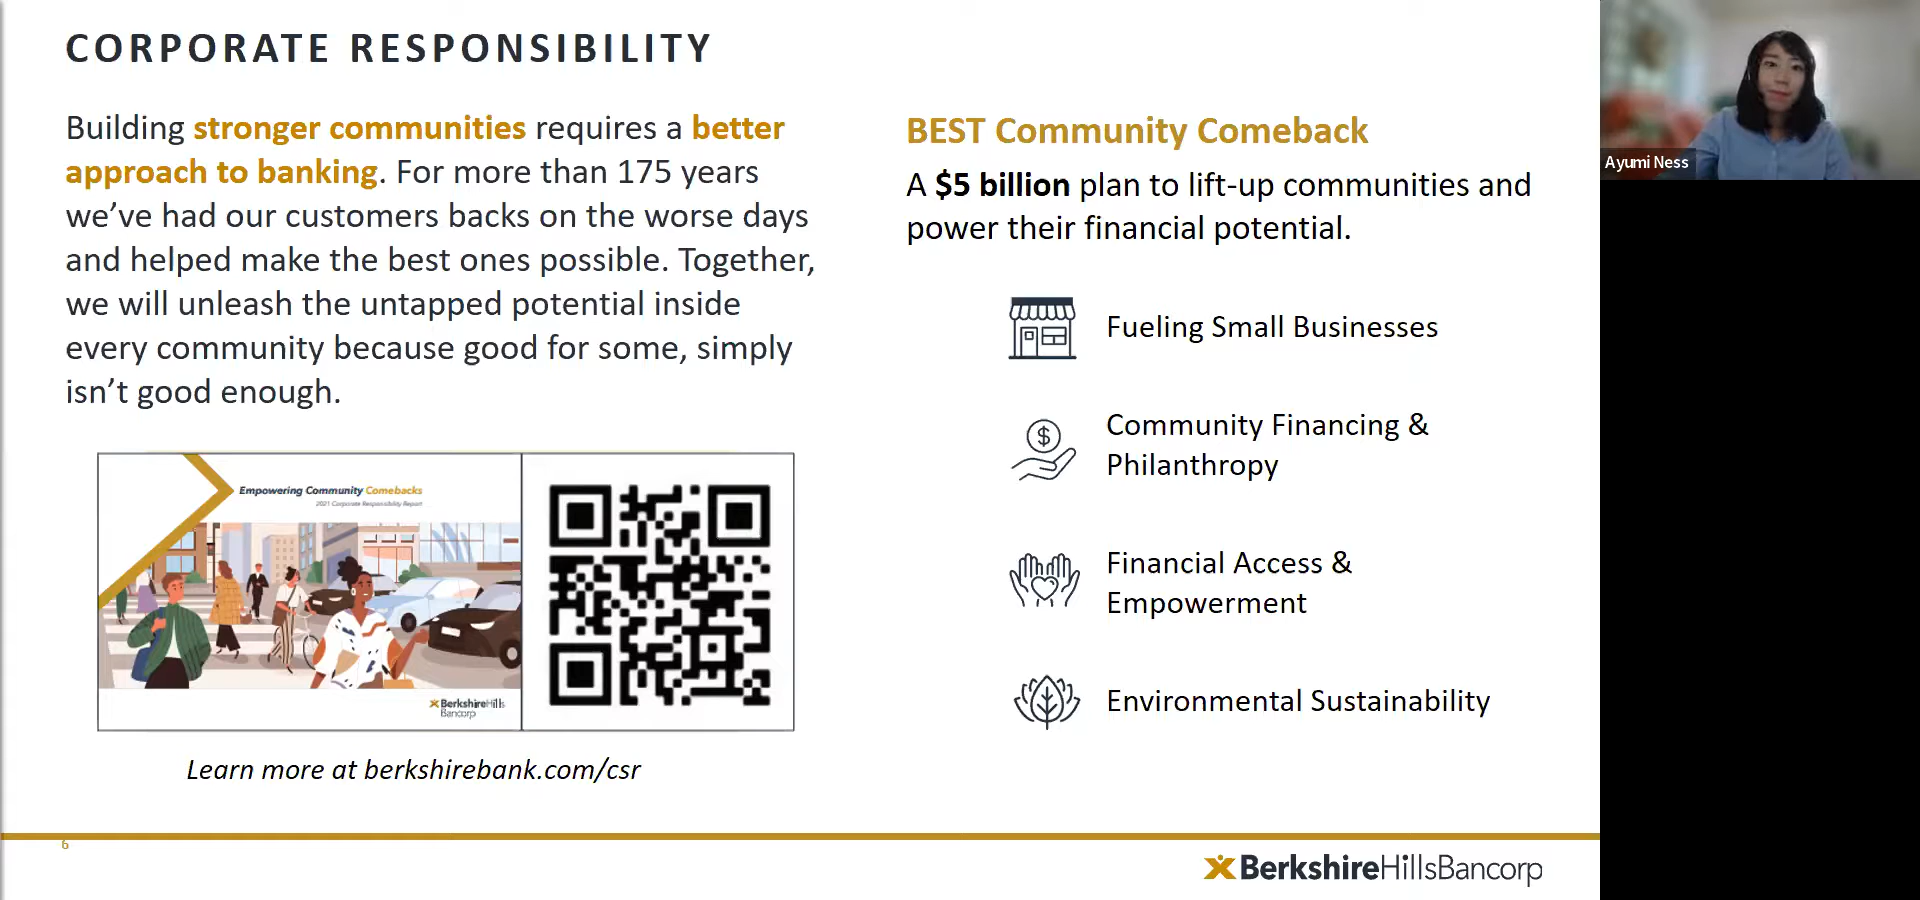 CORPORATE RESPONSIBILITY
Building stronger communities requires a better
approach to banking. For more than 175 years
we’ve had our customers backs on the worse days
and helped make the best ones possible. Together,
we will unleash the untapped potential inside
every community because good for some, simply
isn’t good enough.
Empowering Community Comebacks
2021 Corporate Responsibility Report
BerkshireHills
Bancorp
Learn more at berkshirebank.com/csr
BEST Community Comeback
A $5 billion plan to lift-up communities and
power their financial potential.
Fueling Small Businesses
$
Community Financing &
Philanthropy
Financial Access &
Empowerment
Environmental Sustainability
6
BerkshireHillsBancorp
Ayumi Ness